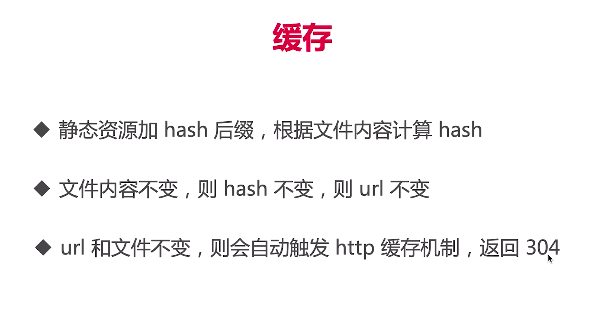 缓存
◆ 静态资源加 hash 后缀，根据文件内容计算 hash
◆ 文件内容不变，则 hash 不变，则 url 不变
◆ url 和文件不变，则会自动触发 http 缓存机制，返回 304